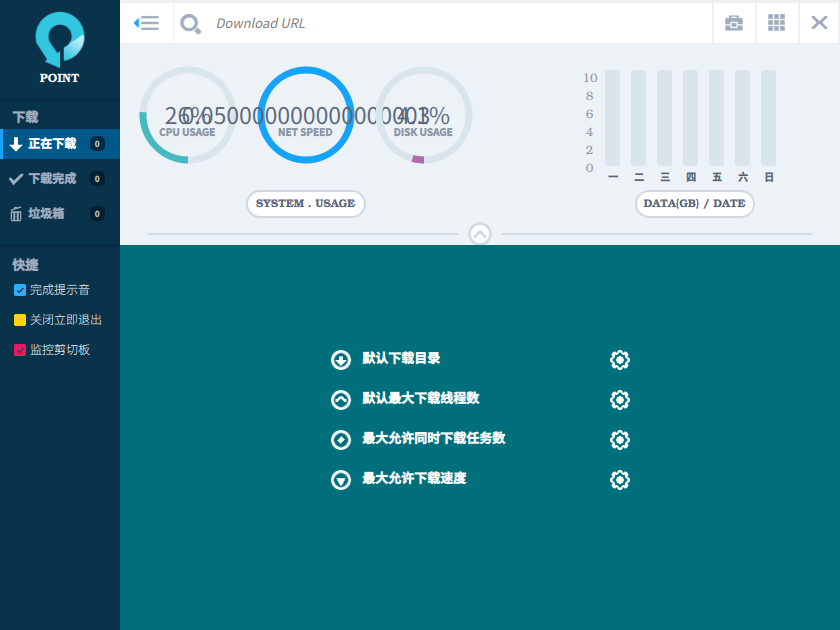 POINT
下载
正在下载 0
下载完成 0
垃圾箱 0
快捷
完成提示音
关闭立即退出
监控剪切板
Download URL
26%
CPU USAGE
NET SPEED
4.1%
DISK USAGE
SYSTEM . USAGE
10
8
6
4
2
0
一 二 三 四 五 六 日
DATA(GB) / DATE
默认下载目录
默认最大下载线程数
最大允许同时下载任务数
最大允许下载速度